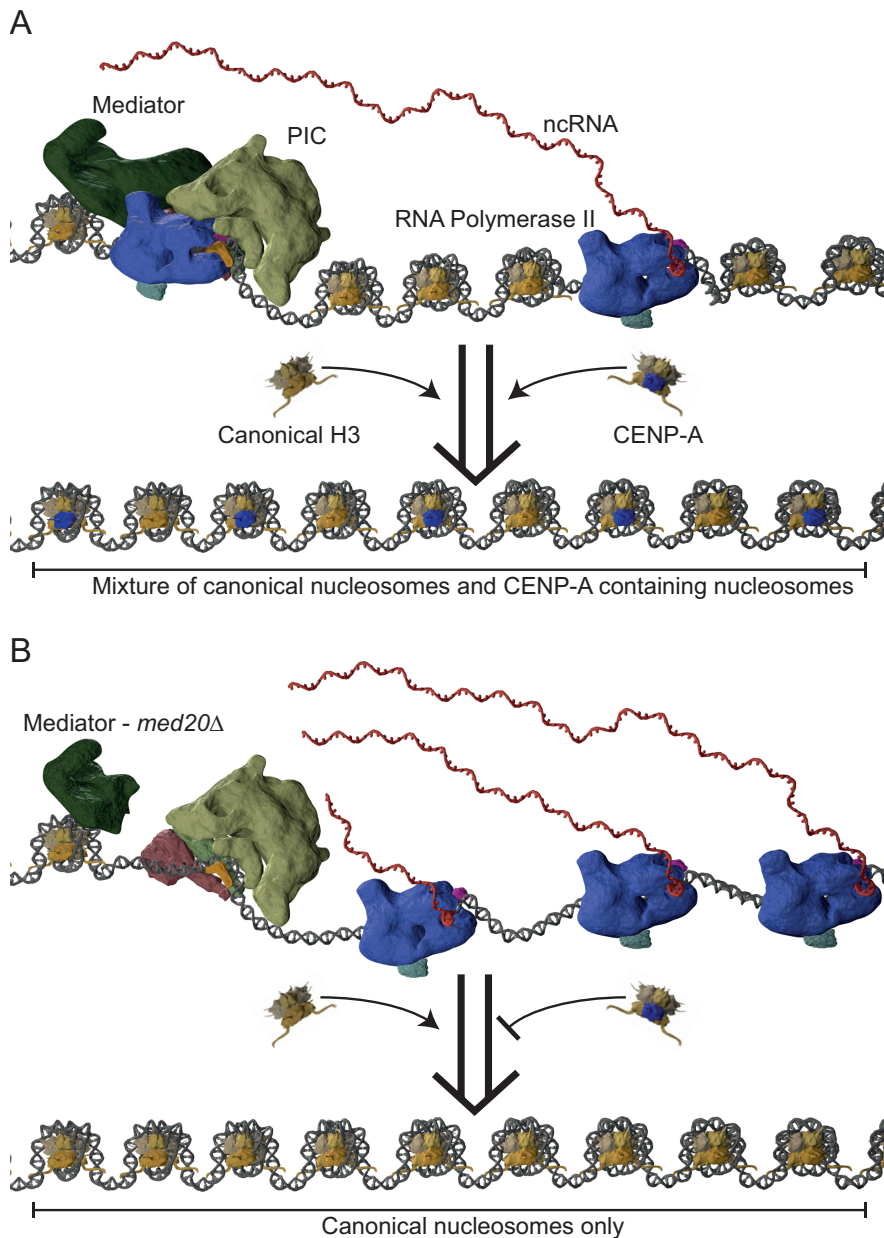 A
Mediator
PIC
ncRNA
RNA Polymerase II
Canonical H3
CENP-A
Mixture of canonical nucleosomes and CENP-A containing nucleosomes
B
Mediator - med20Δ
Canonical nucleosomes only